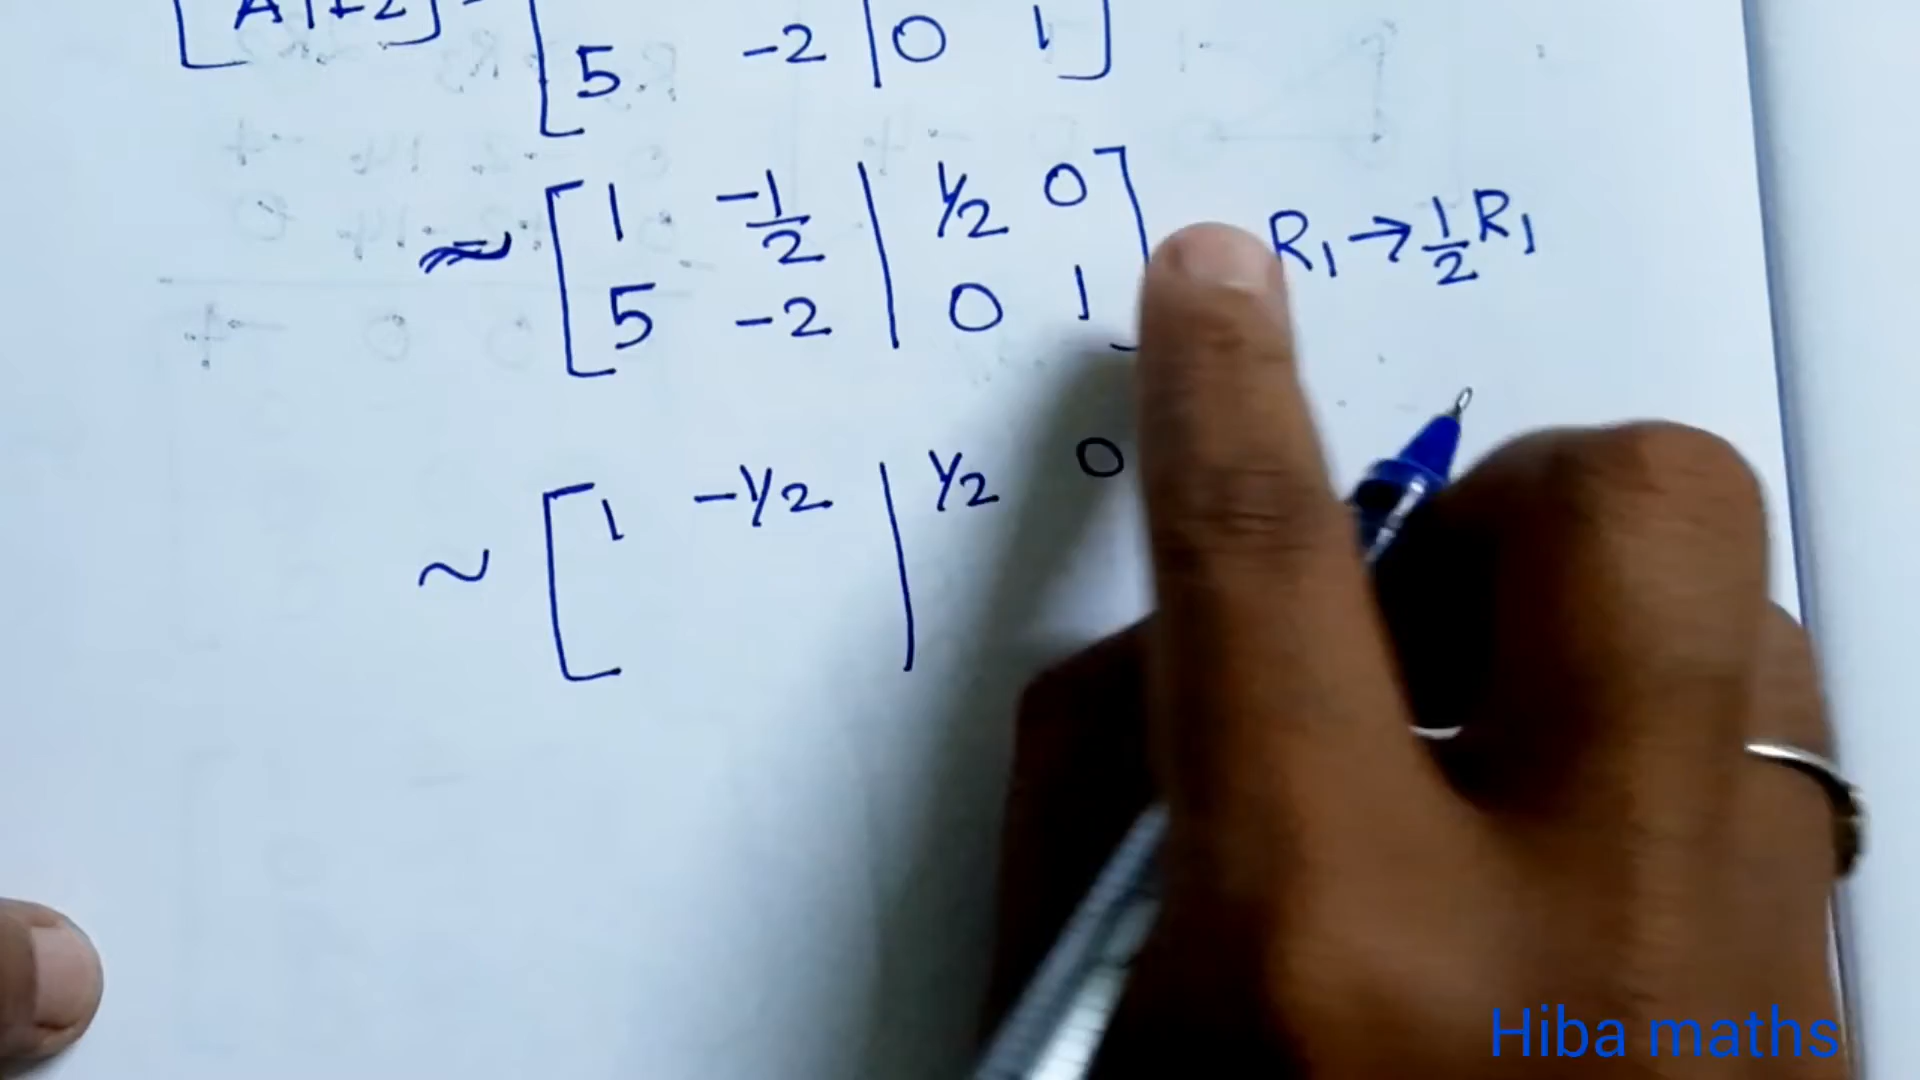 [A|I2] = [
5 -2 | 0 1]
≈ [1 -1/2 | 1/2 0] R1 → 1/2 R1
[5 -2 | 0 1]
~ [1 -1/2 | 1/2 0
Hiba maths